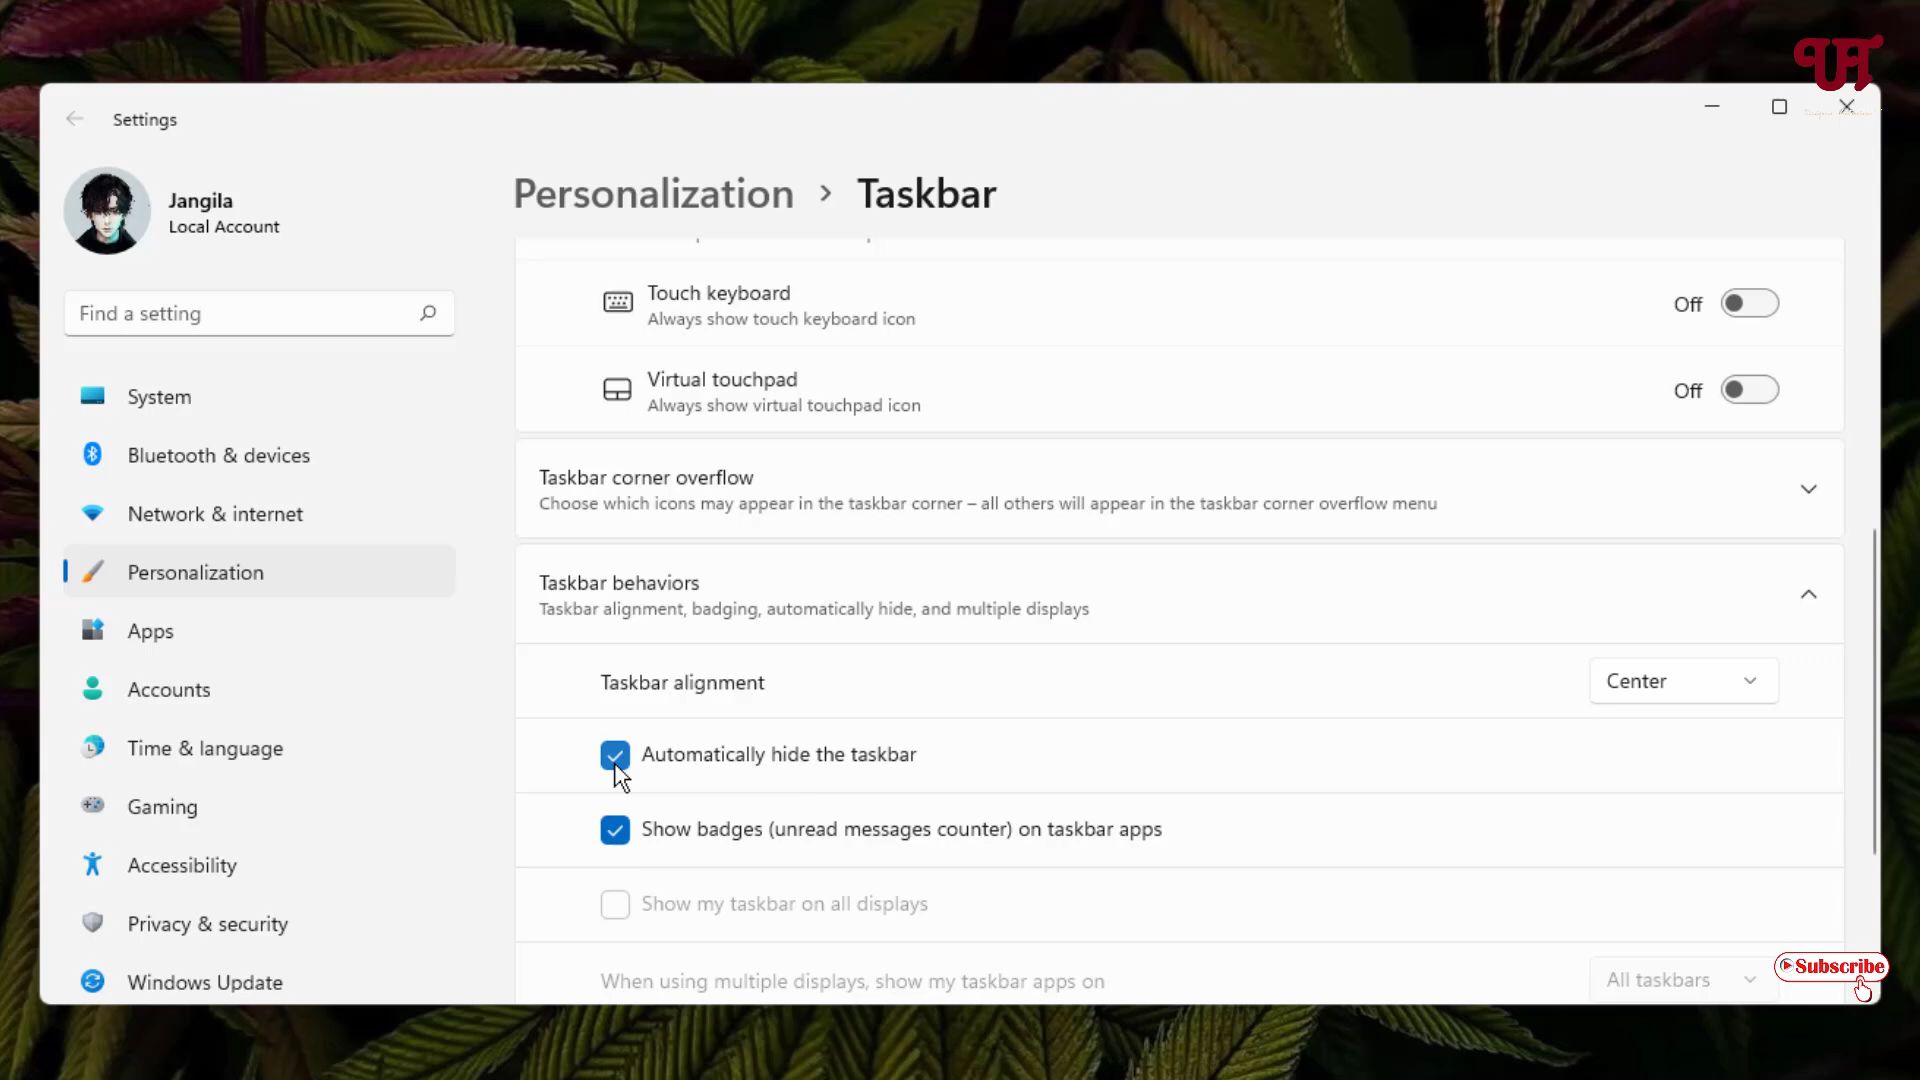 UT
Settings
Jangila
Local Account
Find a setting
System
Bluetooth & devices
Network & internet
Personalization
Apps
Accounts
Time & language
Gaming
Accessibility
Privacy & security
Windows Update
Personalization > Taskbar
Touch keyboard
Always show touch keyboard icon
Off
Virtual touchpad
Always show virtual touchpad icon
Off
Taskbar corner overflow
Choose which icons may appear in the taskbar corner – all others will appear in the taskbar corner overflow menu
Taskbar behaviors
Taskbar alignment, badging, automatically hide, and multiple displays
Taskbar alignment
Center
Automatically hide the taskbar
Show badges (unread messages counter) on taskbar apps
Show my taskbar on all displays
When using multiple displays, show my taskbar apps on
All taskbars
Subscribe